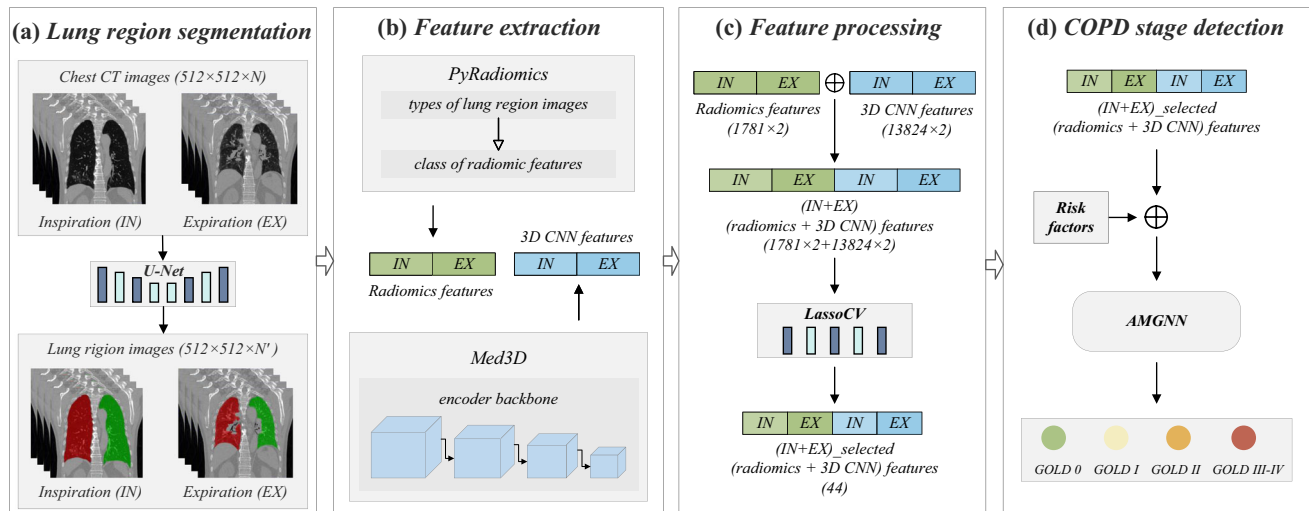 (a) Lung region segmentation
Chest CT images (512×512×N)
Inspiration (IN)
Expiration (EX)
U-Net
Lung rigion images (512×512×N' )
Inspiration (IN)
Expiration (EX)
(b) Feature extraction
PyRadiomics
types of lung region images
class of radiomic features
3D CNN features
IN
EX
IN
EX
Radiomics features
Med3D
encoder backbone
(c) Feature processing
IN
EX
IN
EX
Radiomics features
(1781×2)
3D CNN features
(13824×2)
IN
EX
IN
EX
(IN+EX)
(radiomics + 3D CNN) features
(1781×2+13824×2)
LassoCV
IN
EX
IN
EX
(IN+EX)_selected
(radiomics + 3D CNN) features
(44)
(d) COPD stage detection
IN
EX
IN
EX
(IN+EX)_selected
(radiomics + 3D CNN) features
Risk
factors
AMGNN
GOLD 0
GOLD I
GOLD II
GOLD III-IV